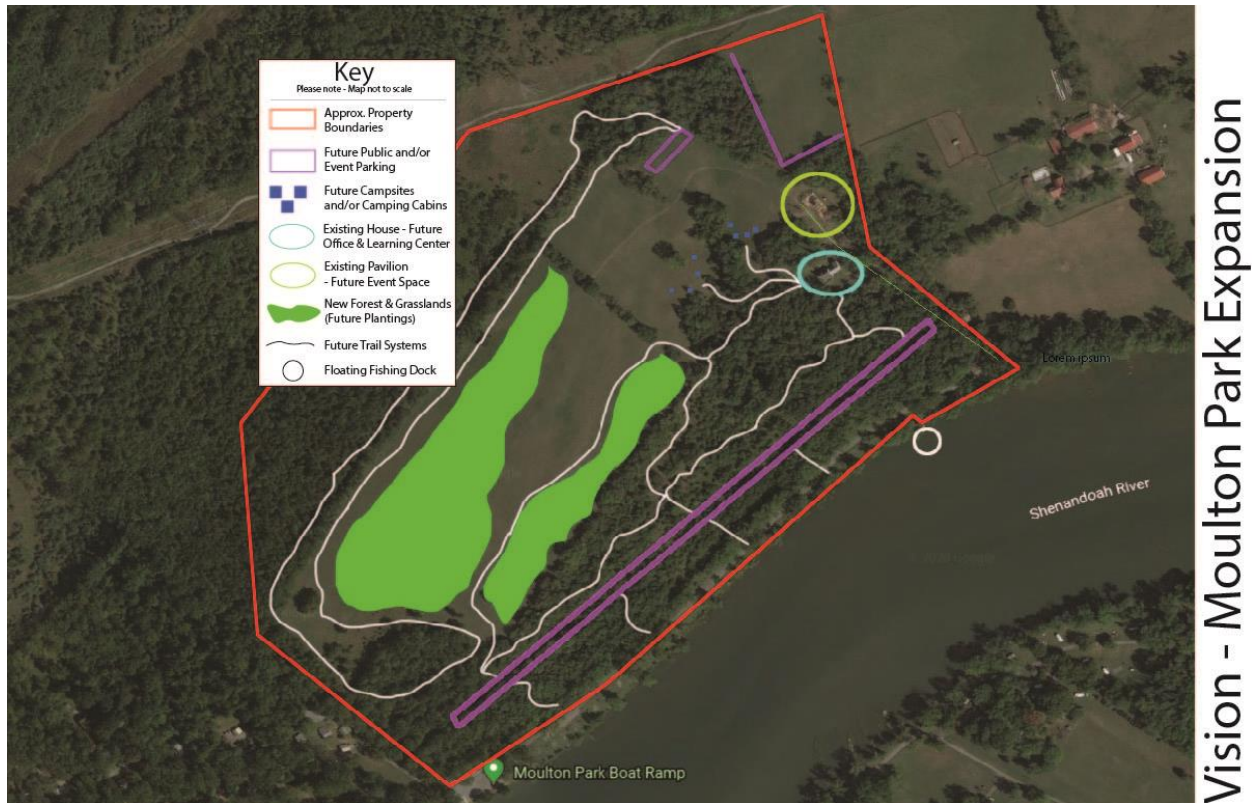 Key
Please note - Map not to scale
Approx. Property
Boundaries
Future Public and/or
Event Parking
Future Campsites
and/or Camping Cabins
Existing House - Future
Office & Learning Center
Existing Pavilion
- Future Event Space
New Forest & Grasslands
(Future Plantings)
Future Trail Systems
Floating Fishing Dock
Lorem ipsum
Shenandoah River
Moulton Park Boat Ramp
Vision - Moulton Park Expansion